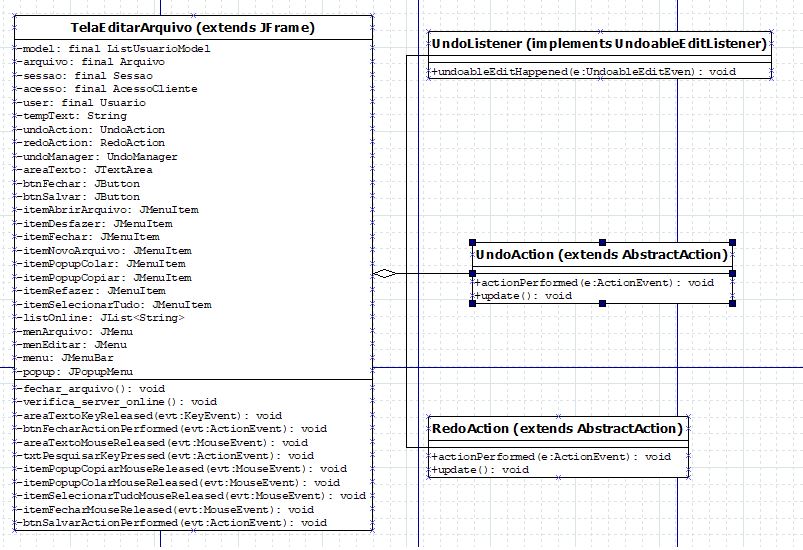 TelaEditarArquivo (extends JFrame)
-model: final ListUsuarioModel
-arquivo: final Arquivo
-sessao: final Sessao
-acesso: final AcessoCliente
-user: final Usuario
-tempText: String
-undoAction: UndoAction
-redoAction: RedoAction
-undoManager: UndoManager
-areaTexto: JTextArea
-btnFechar: JButton
-btnSalvar: JButton
-itemAbrirArquivo: JMenuItem
-itemDesfazer: JMenuItem
-itemFechar: JMenuItem
-itemNovoArquivo: JMenuItem
-itemPopupColar: JMenuItem
-itemPopupCopiar: JMenuItem
-itemRefazer: JMenuItem
-itemSelecionarTudo: JMenuItem
-listOnline: JList<String>
-menArquivo: JMenu
-menEditar: JMenu
-menu: JMenuBar
-popup: JPopupMenu
-fechar_arquivo(): void
-verifica_server_online(): void
-areaTextoKeyReleased(evt:KeyEvent): void
-btnFecharActionPerformed(evt:ActionEvent): void
-areaTextoMouseReleased(evt:MouseEvent): void
-txtPesquisarKeyPressed(evt:ActionEvent): void
-itemPopupCopiarMouseReleased(evt:MouseEvent): void
-itemPopupColarMouseReleased(evt:MouseEvent): void
-itemSelecionarTudoMouseReleased(evt:MouseEvent): void
-itemFecharMouseReleased(evt:MouseEvent): void
-btnSalvarActionPerformed(evt:ActionEvent): void
UndoListener (implements UndoableEditListener)
+undoableEditHappened(e:UndoableEditEven): void
UndoAction (extends AbstractAction)
+actionPerformed(e:ActionEvent): void
+update(): void
RedoAction (extends AbstractAction)
+actionPerformed(e:ActionEvent): void
+update(): void